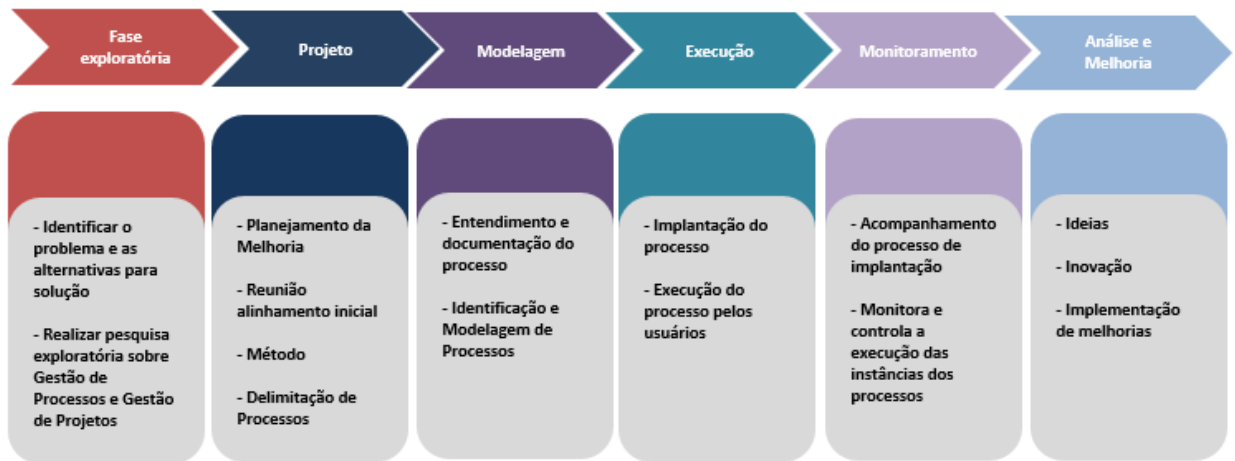 Fase
exploratória
Projeto
Modelagem
Execução
Monitoramento
Análise e
Melhoria
- Identificar o
problema e as
alternativas para
solução
- Realizar pesquisa
exploratória sobre
Gestão de
Processos e Gestão
de Projetos
- Planejamento da
Melhoria
- Reunião
alinhamento inicial
- Método
- Delimitação de
Processos
- Entendimento e
documentação do
processo
- Identificação e
Modelagem de
Processos
- Implantação do
processo
- Execução do
processo pelos
usuários
- Acompanhamento
do processo de
implantação
- Monitora e
controla a
execução das
instâncias dos
processos
- Ideias
- Inovação
- Implementação
de melhorias